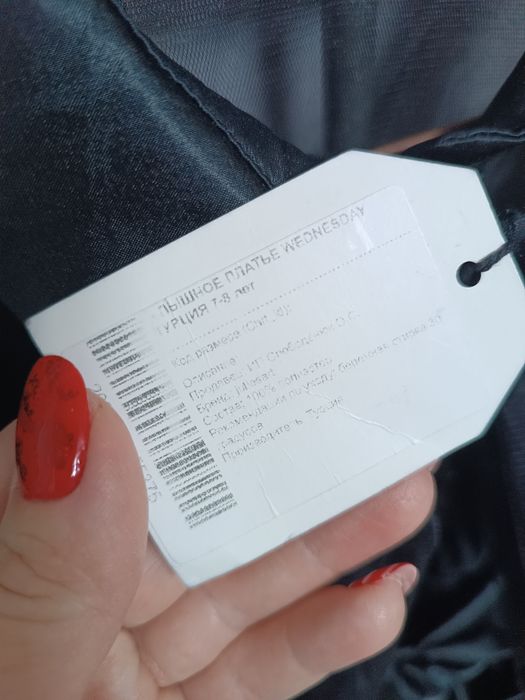 ПЫШНОЕ ПЛАТЬЕ WEDNESDAY
ТУРЦИЯ 7-8 лет
Код размера
Описание:
Продавец: ИП
Бренд:
Состав: 100% полиэстер
Рекомендации по уходу: бережная стирка 30
градусов
Производитель: Турция